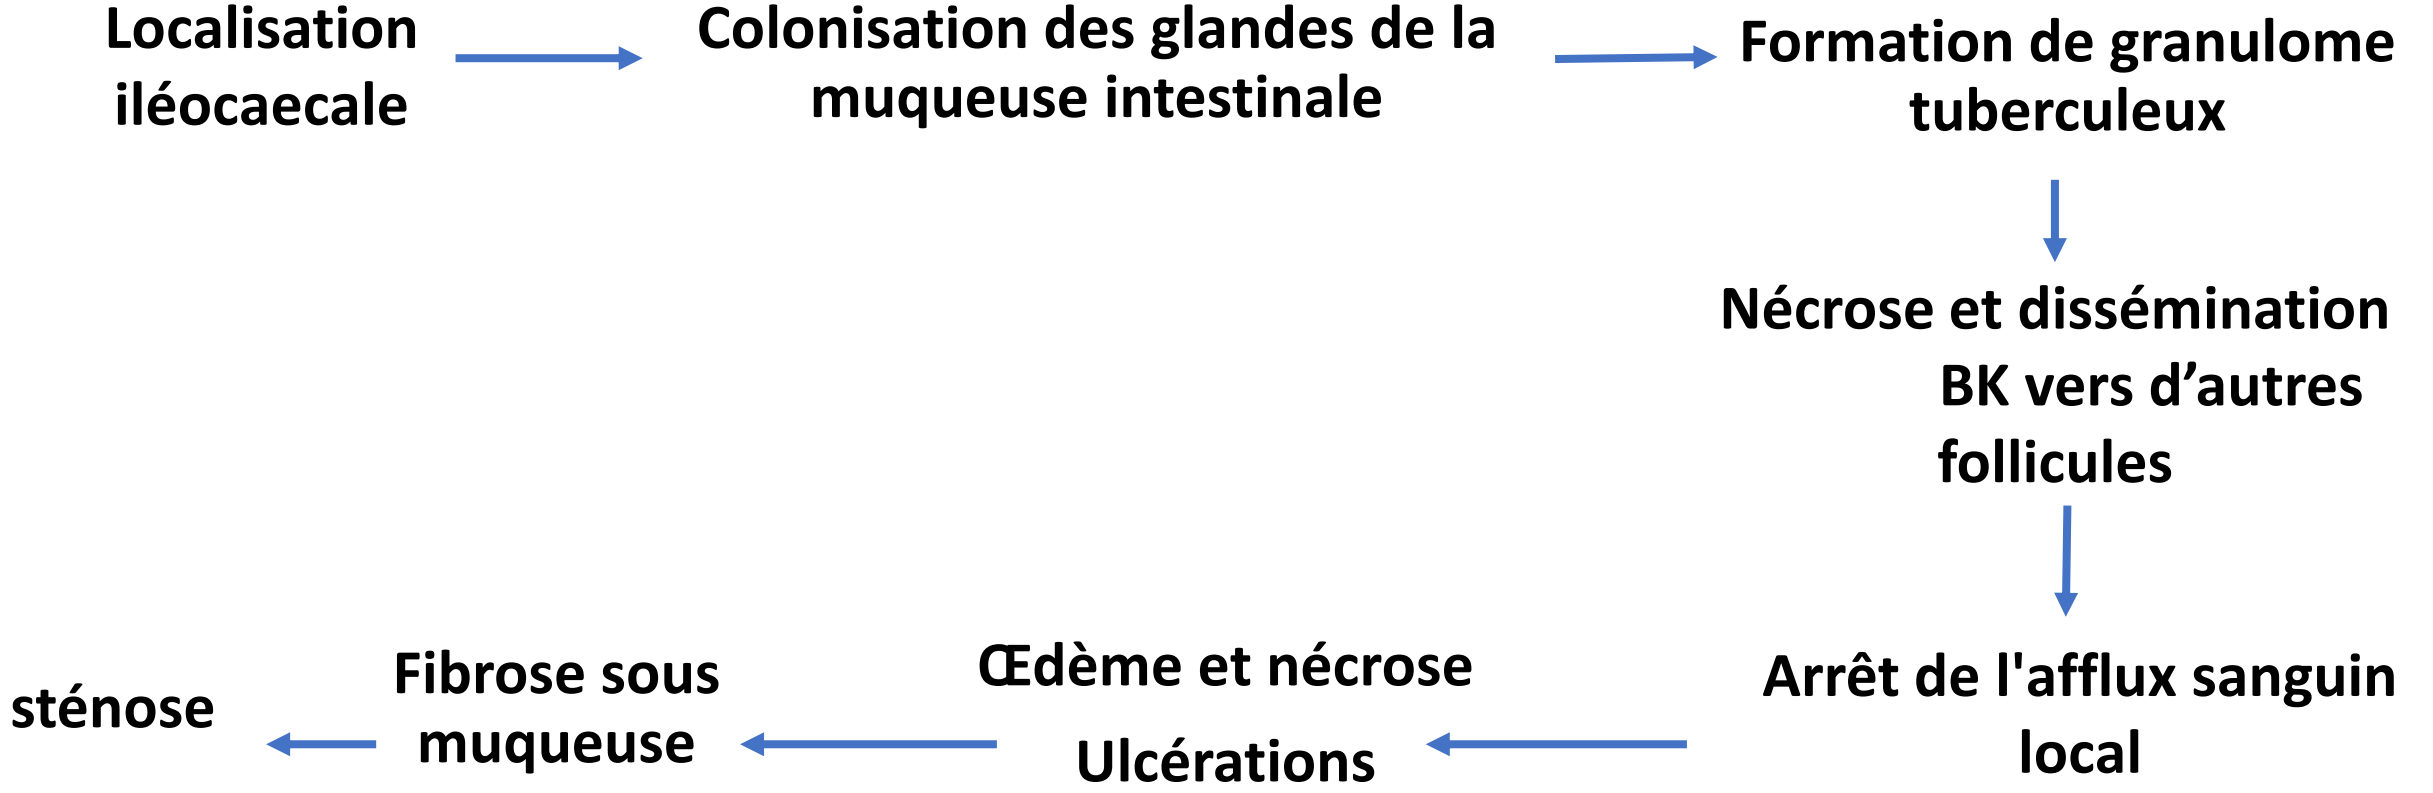 Localisation
iléocaecale
Colonisation des glandes de la
muqueuse intestinale
Formation de granulome
tuberculeux
Nécrose et dissémination
BK vers d’autres
follicules
Arrêt de l'afflux sanguin
local
Œdème et nécrose
Ulcérations
Fibrose sous
muqueuse
sténose